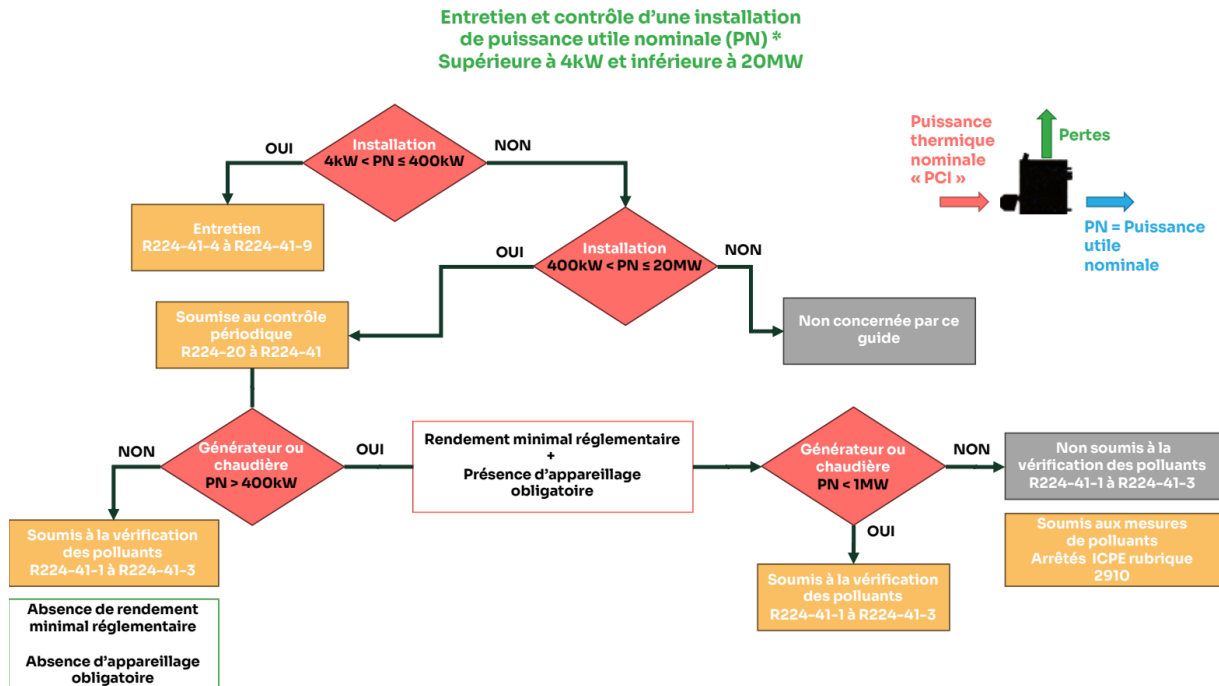 Entretien et contrôle d’une installation
de puissance utile nominale (PN) *
Supérieure à 4kW et inférieure à 20MW
Installation
4kW < PN ≤ 400kW
OUI
NON
Puissance
thermique
nominale
« PCI »
Pertes
PN = Puissance
utile
nominale
Entretien
R224-41-4 à R224-41-9
Installation
400kW < PN ≤ 20MW
OUI
NON
Soumise au contrôle
périodique
R224-20 à R224-41
Non concernée par ce
guide
Générateur ou
chaudière
PN > 400kW
NON
OUI
Rendement minimal réglementaire
+
Présence d’appareillage
obligatoire
Générateur ou
chaudière
PN < 1MW
NON
OUI
Non soumis à la
vérification des polluants
R224-41-1 à R224-41-3
Soumis aux mesures
de polluants
Arrêtés ICPE rubrique
2910
Soumis à la vérification
des polluants
R224-41-1 à R224-41-3
Soumis à la vérification
des polluants
R224-41-1 à R224-41-3
Absence de rendement
minimal réglementaire
Absence d’appareillage
obligatoire